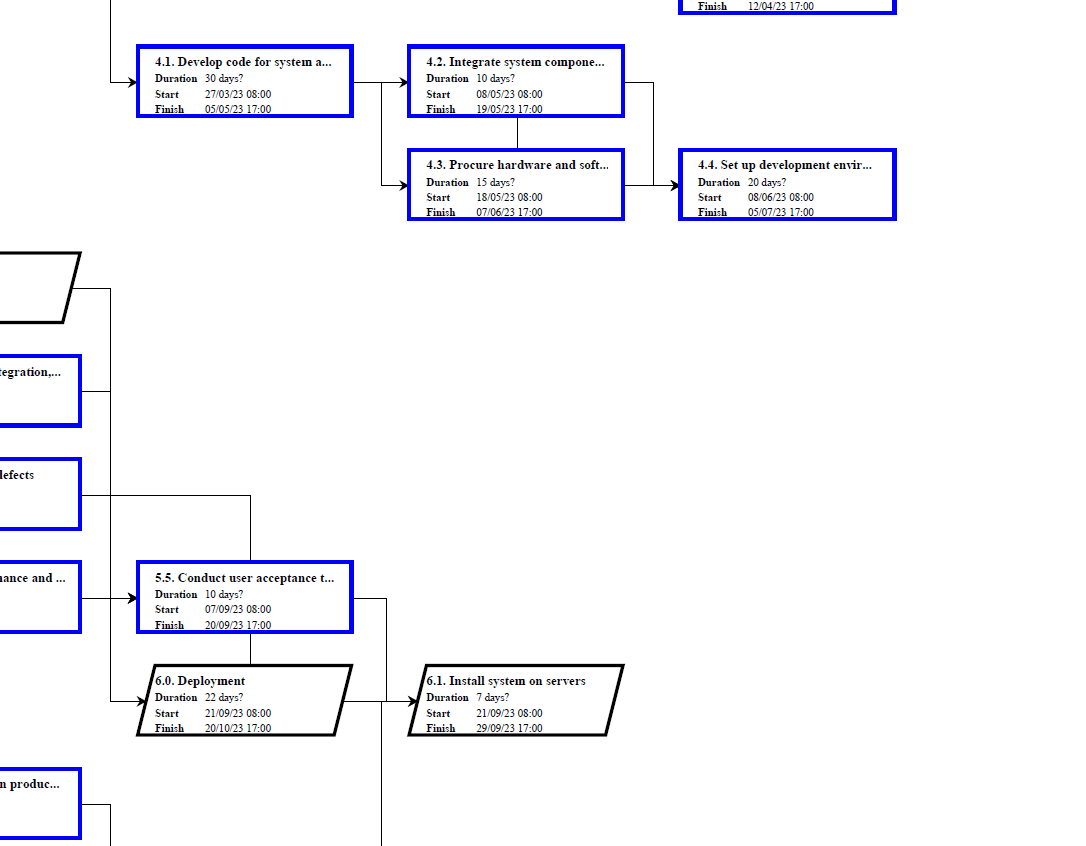 Finish 12/04/23 17:00
4.1. Develop code for system a...
Duration 30 days?
Start 27/03/23 08:00
Finish 05/05/23 17:00
4.2. Integrate system compone...
Duration 10 days?
Start 08/05/23 08:00
Finish 19/05/23 17:00
4.3. Procure hardware and soft...
Duration 15 days?
Start 18/05/23 08:00
Finish 07/06/23 17:00
4.4. Set up development envir...
Duration 20 days?
Start 08/06/23 08:00
Finish 05/07/23 17:00
tegration,...
defects
nance and ...
5.5. Conduct user acceptance t...
Duration 10 days?
Start 07/09/23 08:00
Finish 20/09/23 17:00
6.0. Deployment
Duration 22 days?
Start 21/09/23 08:00
Finish 20/10/23 17:00
6.1. Install system on servers
Duration 7 days?
Start 21/09/23 08:00
Finish 29/09/23 17:00
n produc...